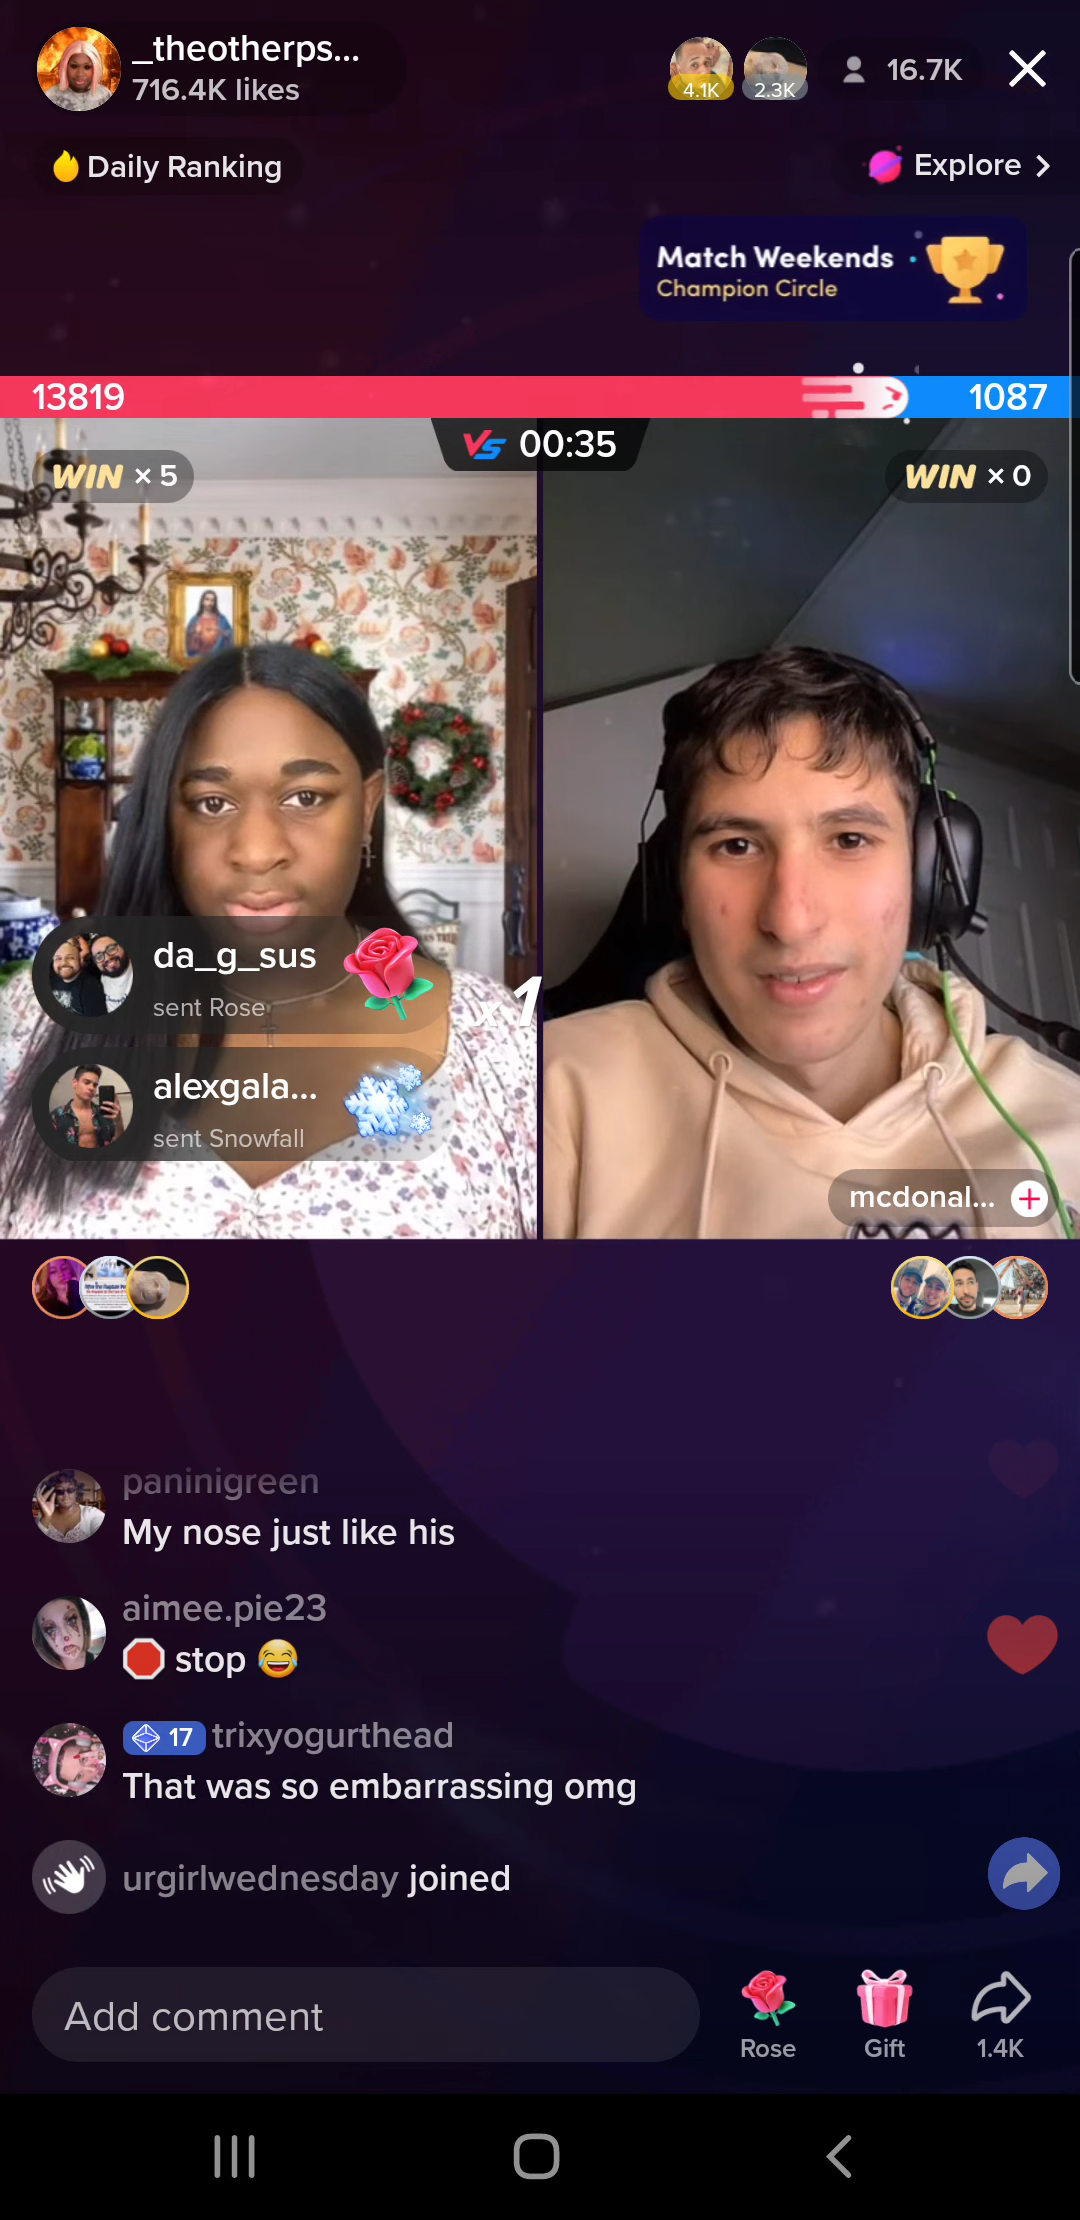 _theotherps...
716.4K likes
4.1K
2.3K
16.7K
Daily Ranking
Explore >
Match Weekends
Champion Circle
13819
1087
VS 00:35
WIN × 5
WIN × 0
da_g_sus
sent Rose
x1
alexgala...
sent Snowfall
mcdonal...
paninigreen
My nose just like his
aimee.pie23
🛑 stop 😂
17 trixyogurthead
That was so embarrassing omg
urgirlwednesday joined
Add comment
Rose
Gift
1.4K